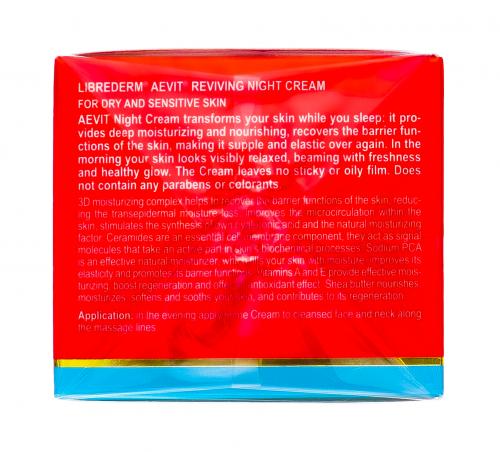 LIBREDERM® AEVIT® REVIVING NIGHT CREAM
FOR DRY AND SENSITIVE SKIN
AEVIT Night Cream transforms your skin while you sleep: it pro-
vides deep moisturizing and nourishing, recovers the barrier func-
tions of the skin, making it supple and elastic over again. In the
morning your skin looks visibly relaxed, beaming with freshness
and healthy glow. The Cream leaves no sticky or oily film. Does
not contain any parabens or colorants.
3D moisturizing complex helps to recover the barrier functions of the skin, reduc-
ing the transepidermal moisture loss, improves the microcirculation within the
skin, stimulates the synthesis of own acid and the natural moisturizing
factor. Ceramides are an essential cell membrane component, they act as signal
molecules that take an active part in skin's biochemical processes. Sodium PCA
is an effective natural moisturizer, which your skin with moisture, improves its
elasticity and promotes its barrier functions. Vitamins A and E provide effective mois-
turizing, boost regeneration and offer antioxidant effect. Shea butter nourishes,
moisturizes, softens and sooths your skin, and contributes to its regeneration.
Application: in the evening apply the Cream to cleansed face and neck along
the massage lines.